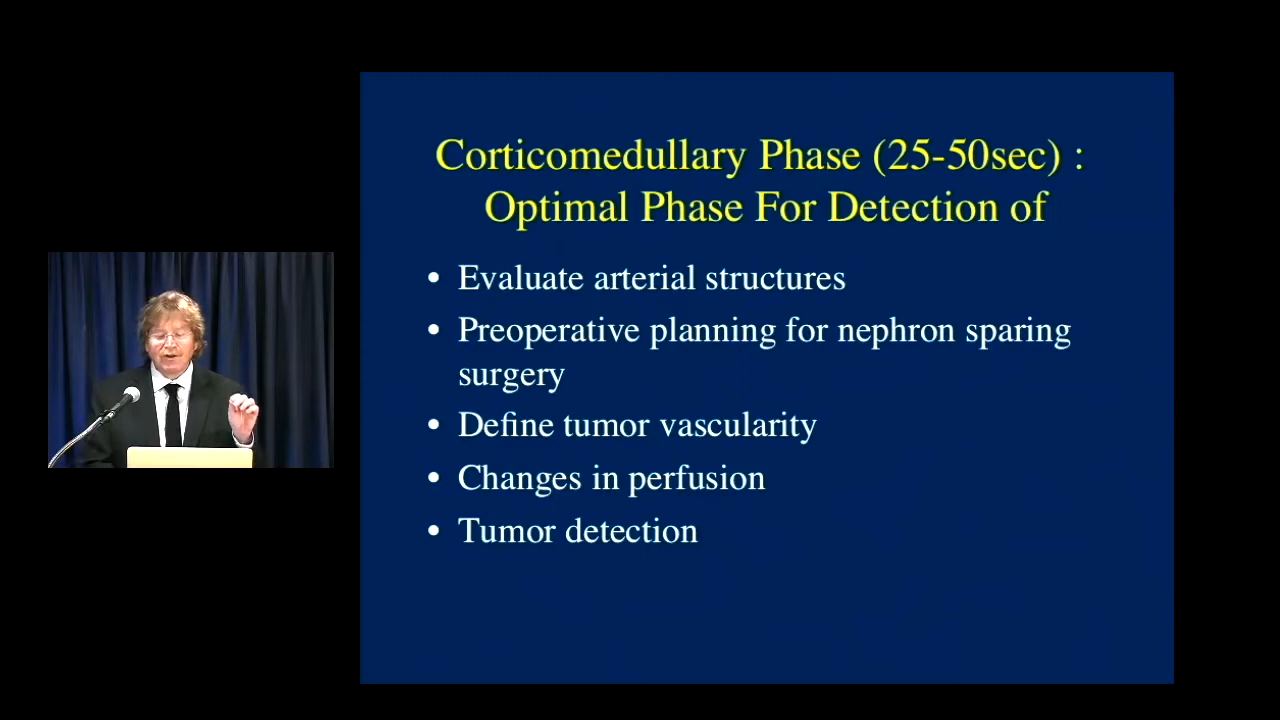 Corticomedullary Phase (25-50sec) :
Optimal Phase For Detection of
• Evaluate arterial structures
• Preoperative planning for nephron sparing
surgery
• Define tumor vascularity
• Changes in perfusion
• Tumor detection